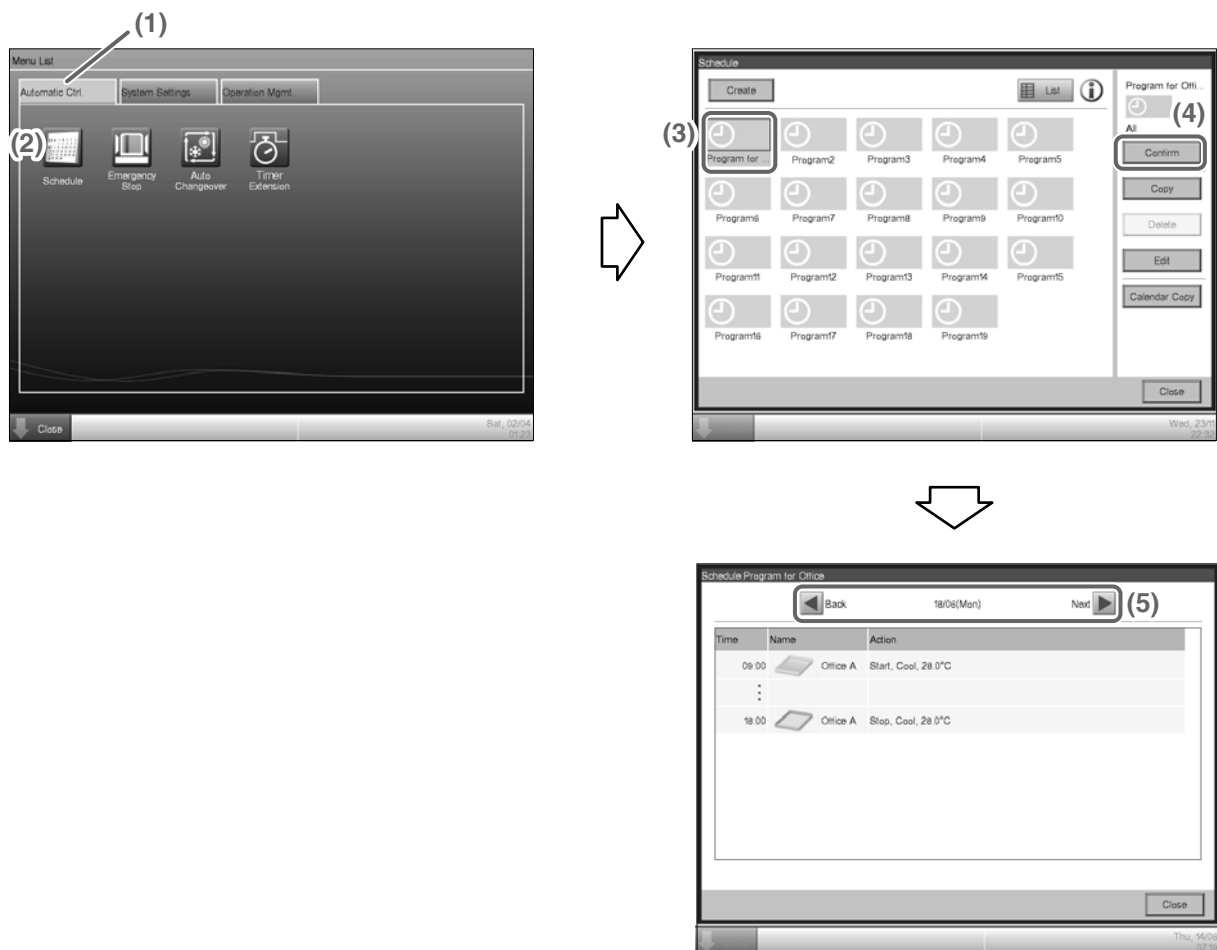 (1)
Menu List
Automatic Ctrl.
System Settings
Operation Mgmt.
(2)
Schedule
Emergency
Stop
Auto
Changeover
Timer
Extension
Close
Sat, 02/04
01:23
Schedule
Create
List
Program for Offi...
(3)
(4)
All
Program for ...
Program2
Program3
Program4
Program5
Confirm
Copy
Program6
Program7
Program8
Program9
Program10
Delete
Edit
Program11
Program12
Program13
Program14
Program15
Calendar Copy
Program16
Program17
Program18
Program19
Close
Wed, 23/11
22:32
Schedule:Program for Office
Back
18/06(Mon)
Next
(5)
Time Name Action
09:00 Office A Start, Cool, 28.0°C
18:00 Office A Stop, Cool, 28.0°C
Close
Thu, 14/06